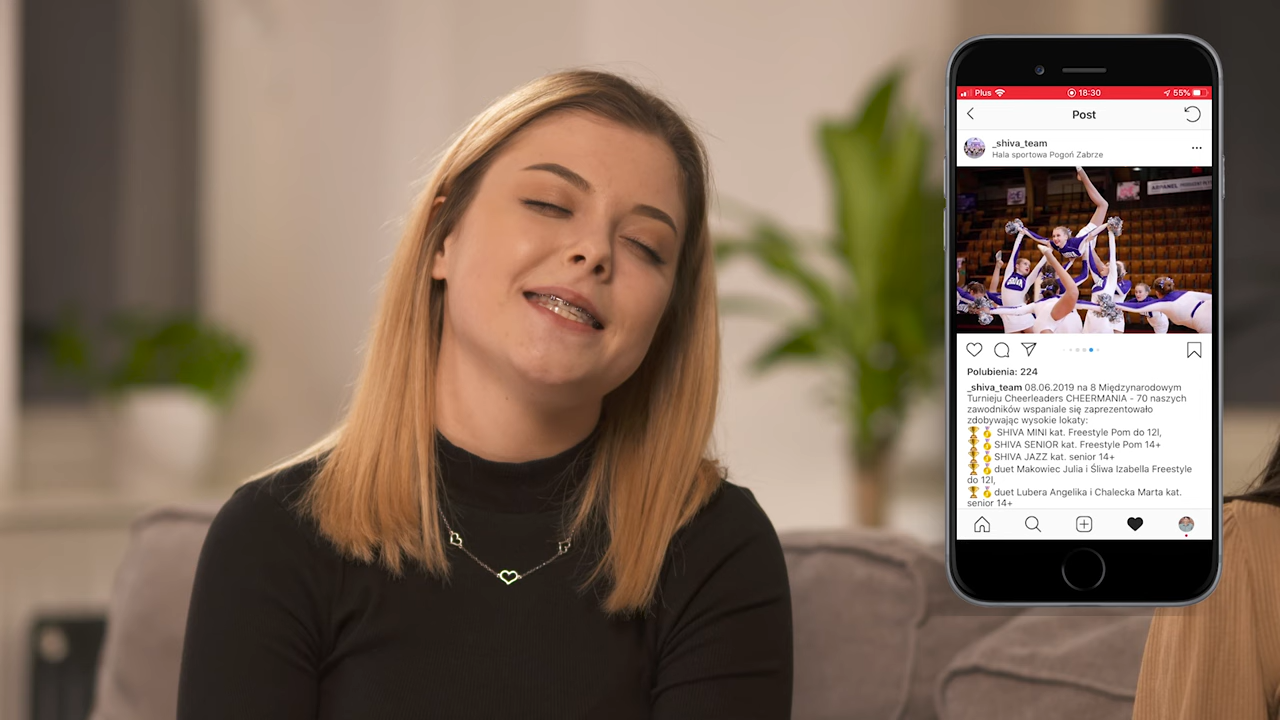 Plus
18:30
55%
Post
_shiva_team
Hala sportowa Pogoń Zabrze
Polubienia: 224
_shiva_team 08.06.2019 na 8 Międzynarodowym
Turnieju Cheerleaders CHEERMANIA - 70 naszych
zawodników wspaniale się zaprezentowało
zdobywając wysokie lokaty:
🏆🥇 SHIVA MINI kat. Freestyle Pom do 12l,
🏆🥇 SHIVA SENIOR kat. Freestyle Pom 14+
🏆🥇 SHIVA JAZZ kat. senior 14+
🏆🥇 duet Makowiec Julia i Śliwa Izabella Freestyle
do 12l,
🏆🥇 duet Lubera Angelika i Chalecka Marta kat.
senior 14+